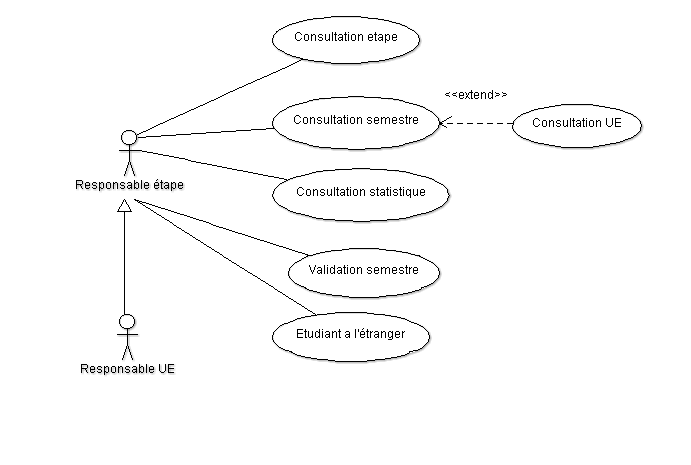 Consultation etape
<<extend>>
Consultation semestre
Consultation UE
Responsable étape
Consultation statistique
Validation semestre
Etudiant a l'étranger
Responsable UE